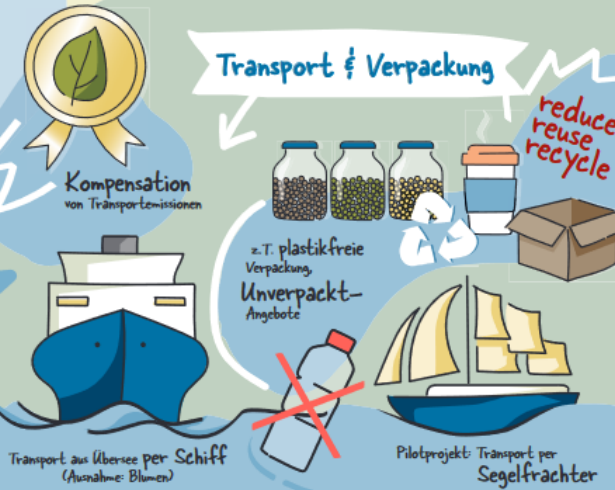 Transport & Verpackung
reduce
reuse
recycle
Kompensation
von Transportemissionen
z.T. plastikfreie
Verpackung,
Unverpackt-
Angebote
Transport aus Übersee per Schiff
(Ausnahme: Blumen)
Pilotprojekt: Transport per
Segelfrachter